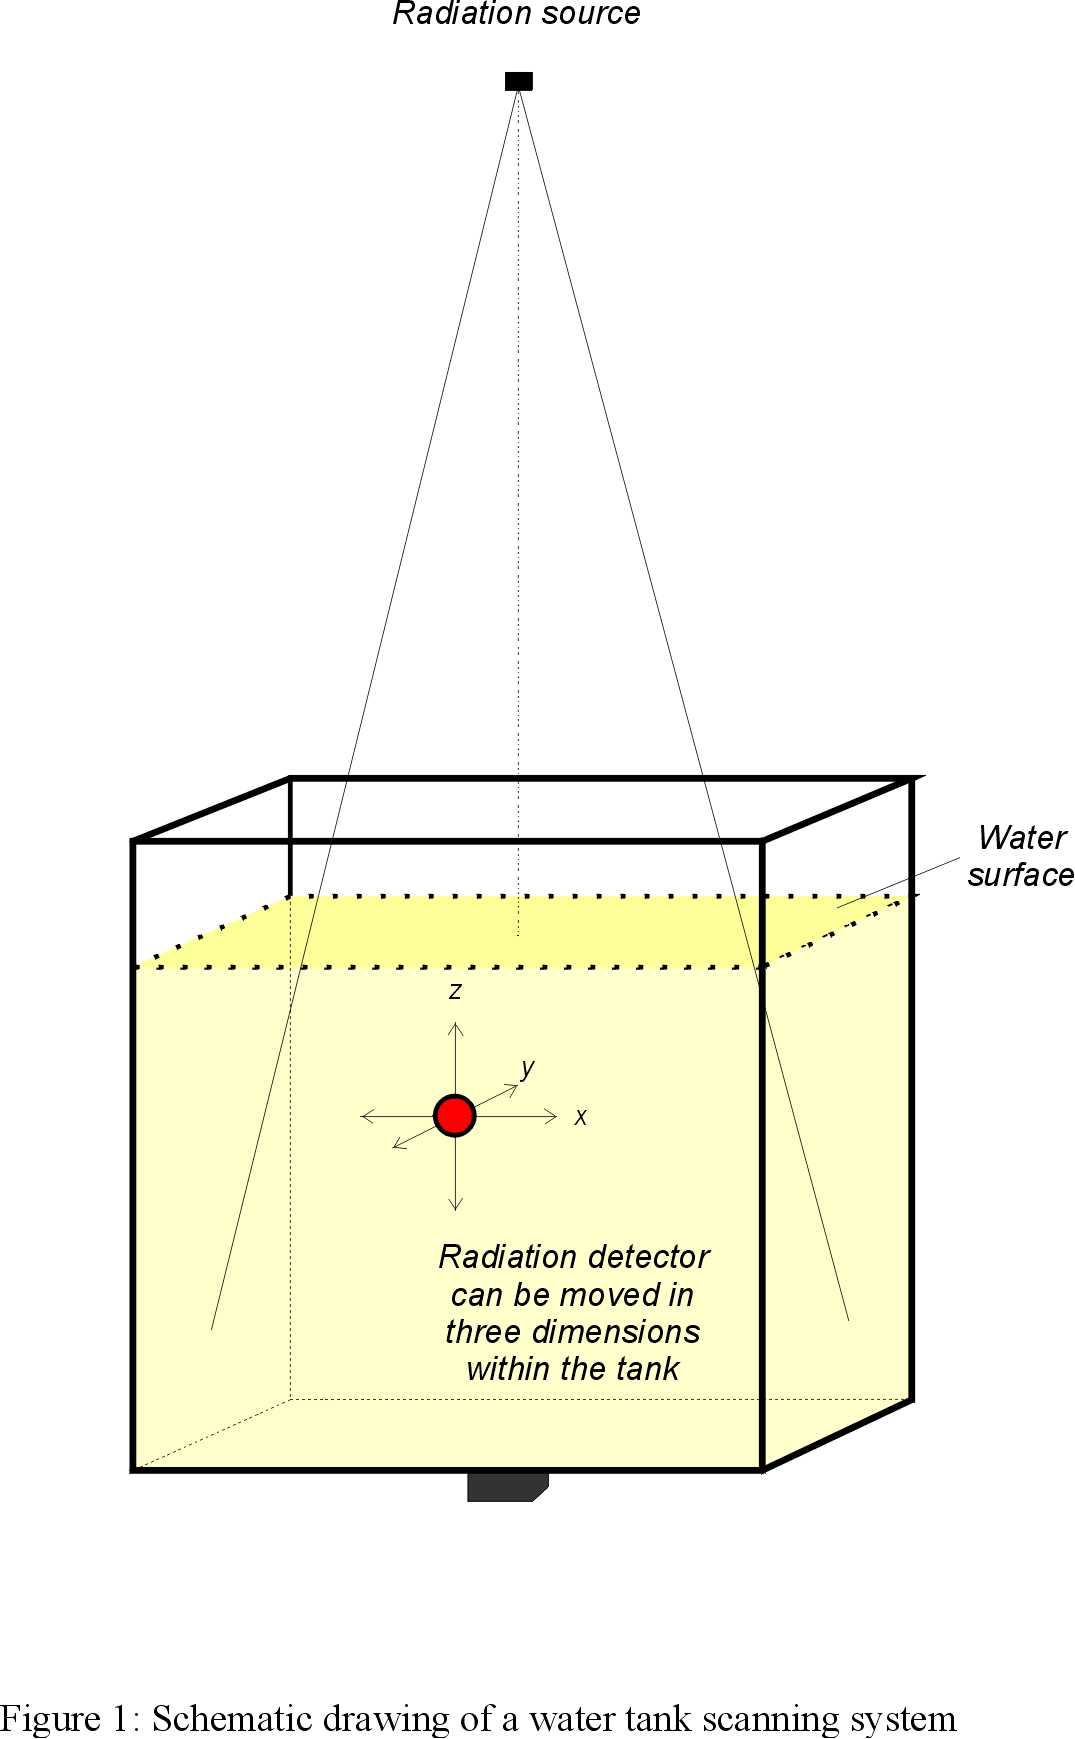 Radiation source
Water
surface
z
y
x
Radiation detector
can be moved in
three dimensions
within the tank
Figure 1: Schematic drawing of a water tank scanning system